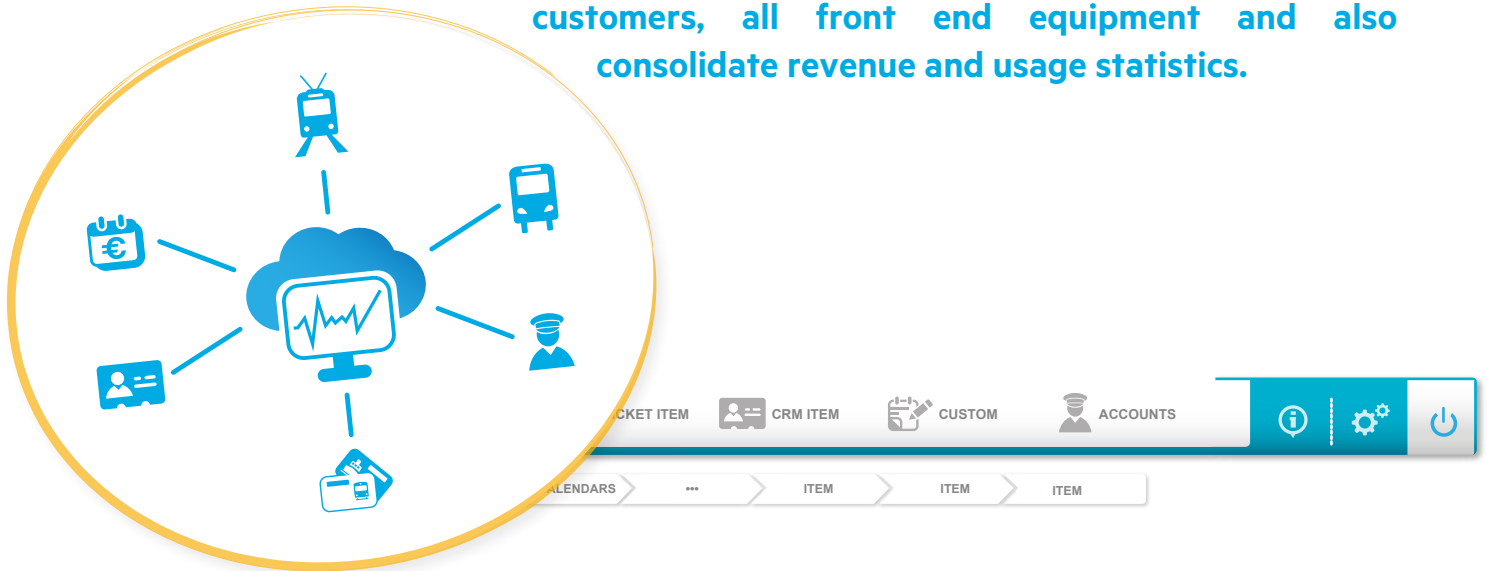 customers, all front end equipment and also
consolidate revenue and usage statistics.
€
CKET ITEM CRM ITEM CUSTOM ACCOUNTS
ALENDARS ••• ITEM ITEM ITEM